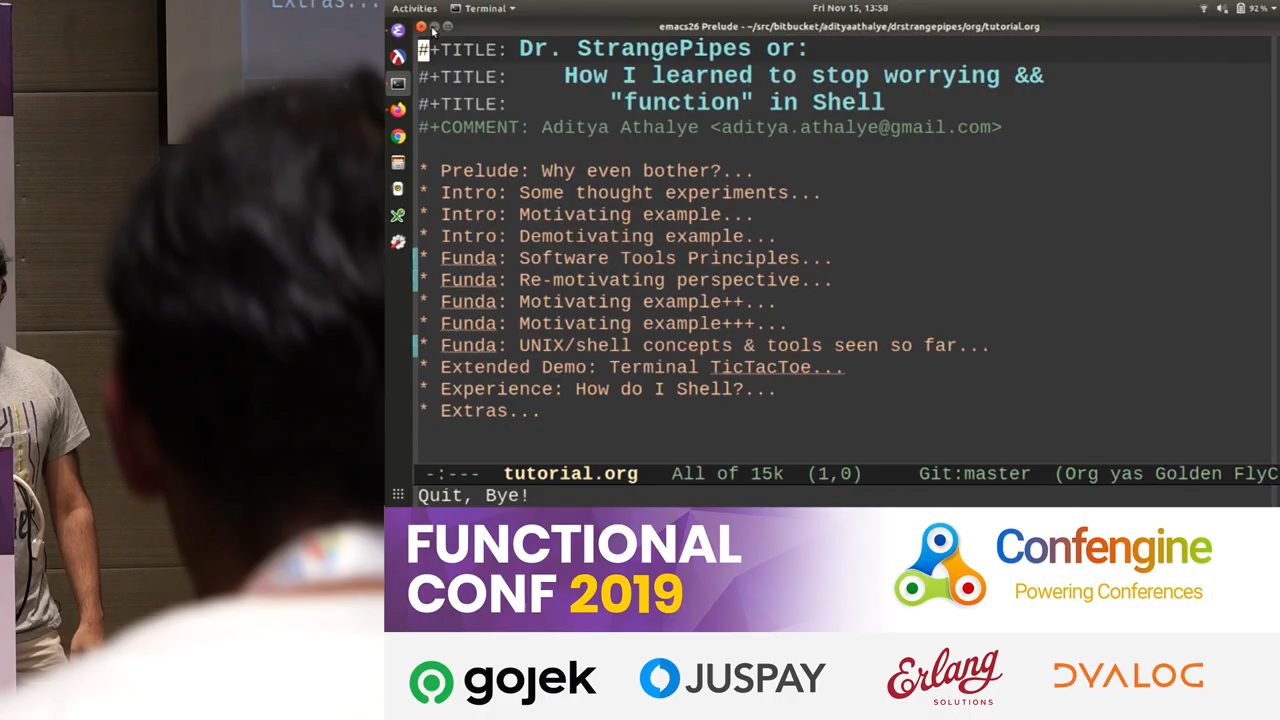 Extras...
Activities
Terminal
Fri Nov 15, 13:58
92 %
emacs26 Prelude - ~/src/bitbucket/adityaathalye/drstrangepipes/org/tutorial.org
#+TITLE: Dr. StrangePipes or:
#+TITLE: How I learned to stop worrying &&
#+TITLE: "function" in Shell
#+COMMENT: Aditya Athalye <aditya.athalye@gmail.com>
* Prelude: Why even bother?...
* Intro: Some thought experiments...
* Intro: Motivating example...
* Intro: Demotivating example...
* Funda: Software Tools Principles...
* Funda: Re-motivating perspective...
* Funda: Motivating example++...
* Funda: Motivating example+++...
* Funda: UNIX/shell concepts & tools seen so far...
* Extended Demo: Terminal TicTacToe...
* Experience: How do I Shell?...
* Extras...
-:--- tutorial.org All of 15k (1,0) Git:master (Org yas Golden FlyC
Quit, Bye!
FUNCTIONAL
CONF 2019
Confengine
Powering Conferences
gojek
JUSPAY
Erlang
SOLUTIONS
DYALOG